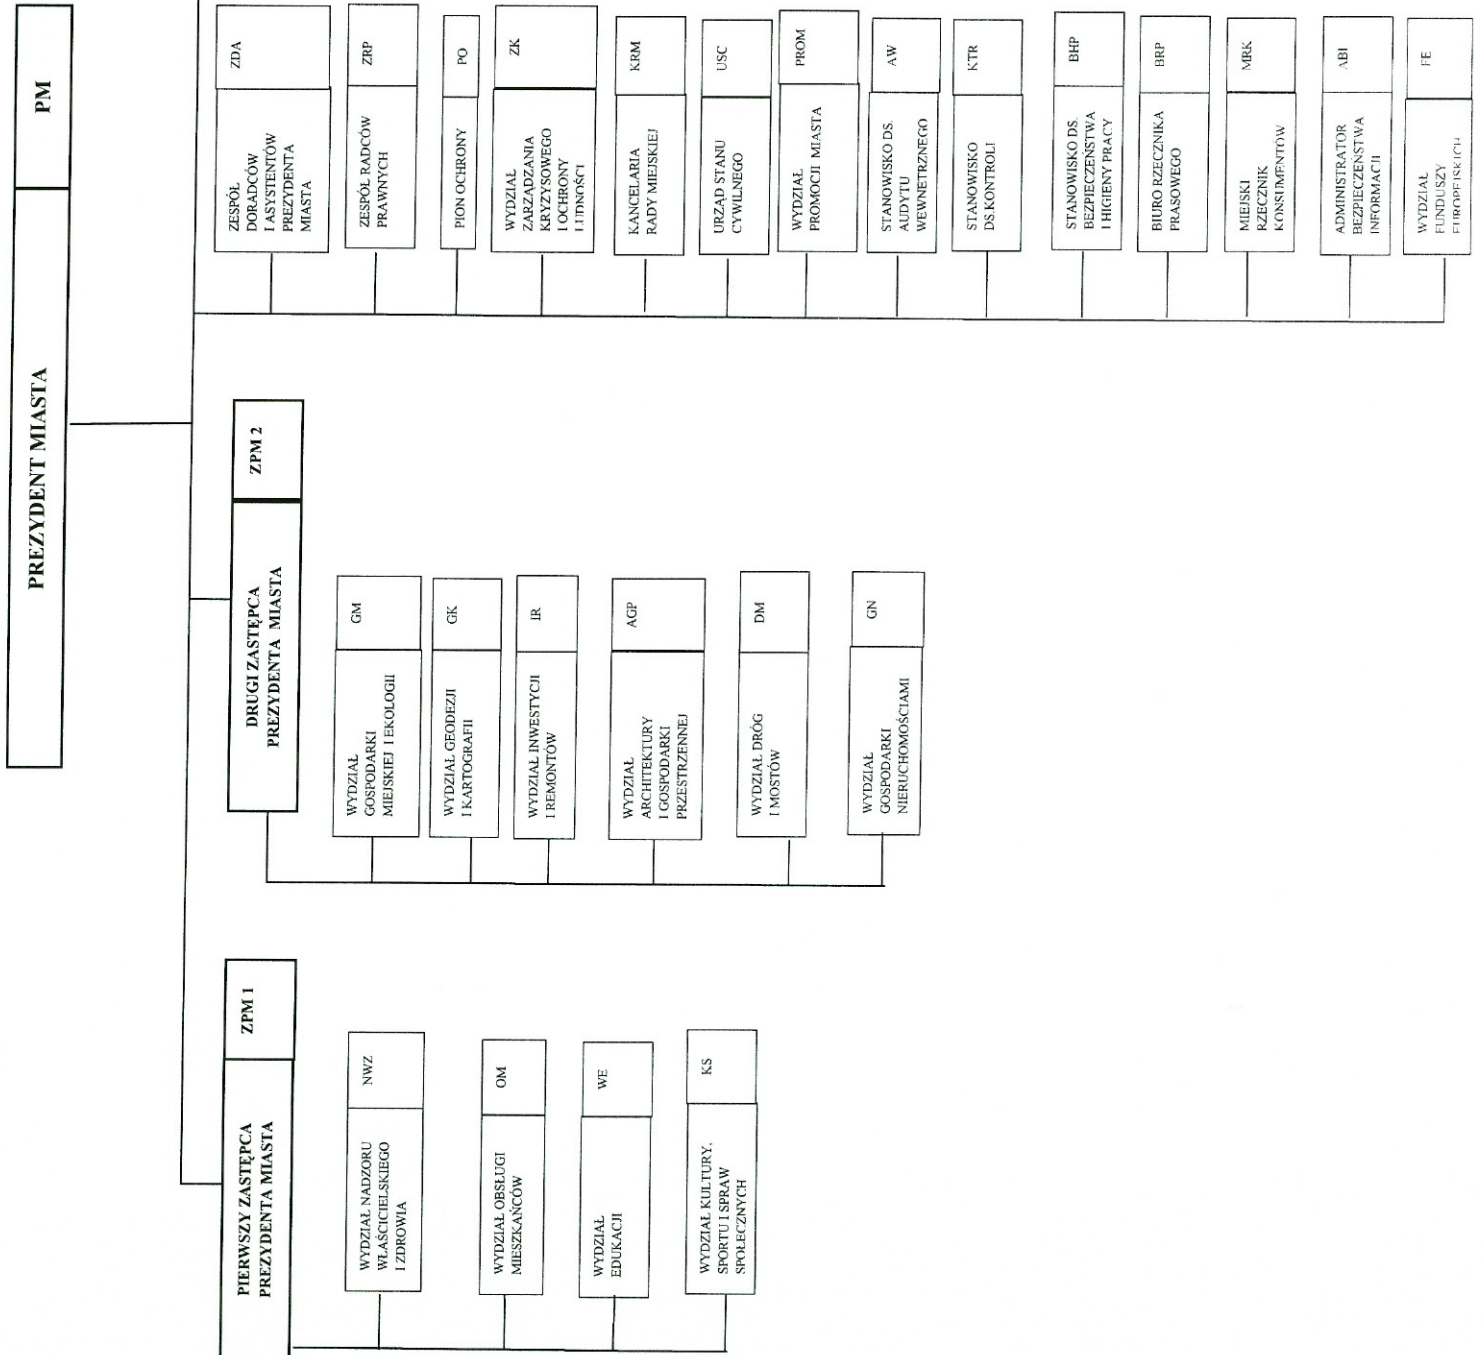 PREZYDENT MIASTA
PM
PIERWSZY ZASTĘPCA
PREZYDENTA MIASTA
ZPM 1
WYDZIAŁ NADZORU
WŁAŚCICIELSKIEGO
I ZDROWIA
NWZ
WYDZIAŁ OBSŁUGI
MIESZKAŃCÓW
OM
WYDZIAŁ
EDUKACJI
WE
WYDZIAŁ KULTURY,
SPORTU I SPRAW
SPOŁECZNYCH
KS
DRUGI ZASTĘPCA
PREZYDENTA MIASTA
ZPM 2
WYDZIAŁ
GOSPODARKI
MIEJSKIEJ I EKOLOGII
GM
WYDZIAŁ GEODEZJI
I KARTOGRAFII
GK
WYDZIAŁ INWESTYCJI
I REMONTÓW
IR
WYDZIAŁ
ARCHITEKTURY
I GOSPODARKI
PRZESTRZENNEJ
AGP
WYDZIAŁ DRÓG
I MOSTÓW
DM
WYDZIAŁ
GOSPODARKI
NIERUCHOMOŚCIAMI
GN
ZESPÓŁ
DORADCÓW
I ASYSTENTÓW
PREZYDENTA
MIASTA
ZDA
ZESPÓŁ RADCÓW
PRAWNYCH
ZRP
PION OCHRONY
PO
WYDZIAŁ
ZARZĄDZANIA
KRYZYSOWEGO
I OCHRONY
LUDNOŚCI
ZK
KANCELARIA
RADY MIEJSKIEJ
KRM
URZĄD STANU
CYWILNEGO
USC
WYDZIAŁ
PROMOCJI MIASTA
PROM
STANOWISKO DS.
AUDYTU
WEWNETRZNEGO
AW
STANOWISKO
DS.KONTROLI
KTR
STANOWISKO DS.
BEZPIECZEŃSTWA
I HIGIENY PRACY
BHP
BIURO RZECZNIKA
PRASOWEGO
BRP
MIEJSKI
RZECZNIK
KONSUMENTÓW
MRK
ADMINISTRATOR
BEZPIECZEŃSTWA
INFORMACJI
ABI
WYDZIAŁ
FUNDUSZY
EUROPEJSKICH
FE